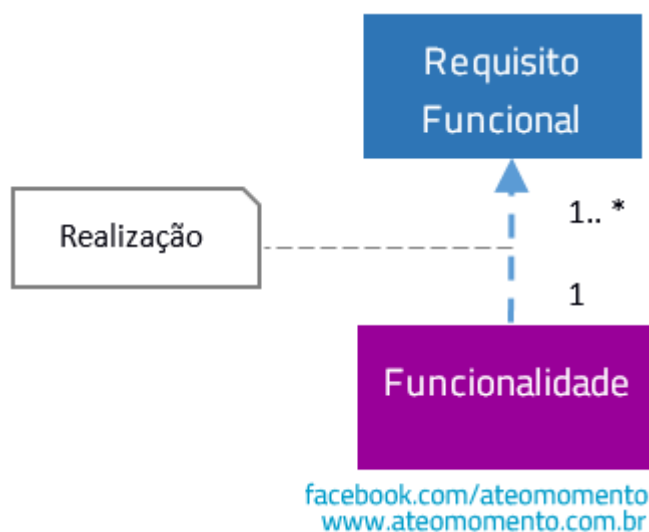 Requisito
Funcional
1.. *
Realização
1
Funcionalidade
facebook.com/ateomomento
www.ateomomento.com.br